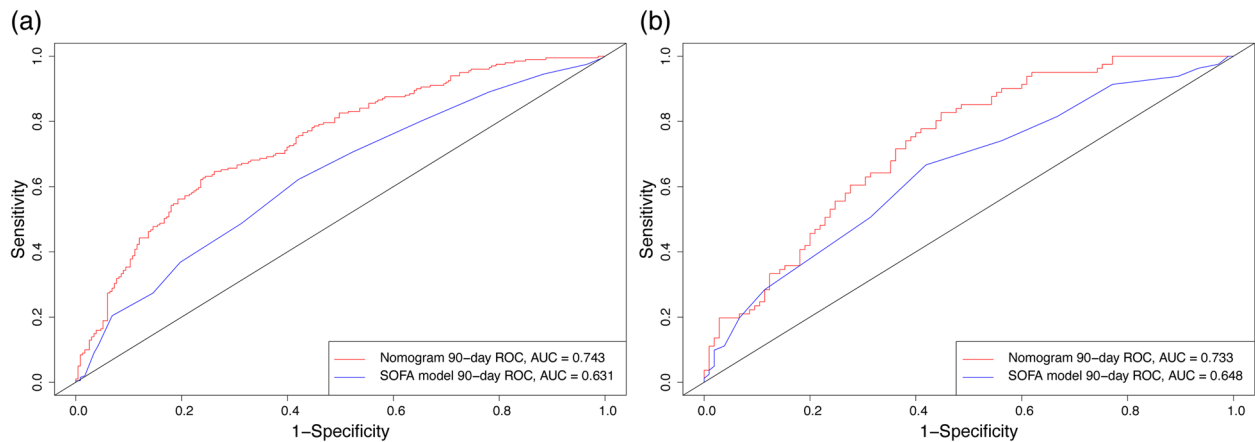 (a)
Sensitivity
1.0
0.8
0.6
0.4
0.2
0.0
Nomogram 90−day ROC, AUC = 0.743
SOFA model 90−day ROC, AUC = 0.631
0.0 0.2 0.4 0.6 0.8 1.0
1−Specificity
(b)
Sensitivity
1.0
0.8
0.6
0.4
0.2
0.0
Nomogram 90−day ROC, AUC = 0.733
SOFA model 90−day ROC, AUC = 0.648
0.0 0.2 0.4 0.6 0.8 1.0
1−Specificity